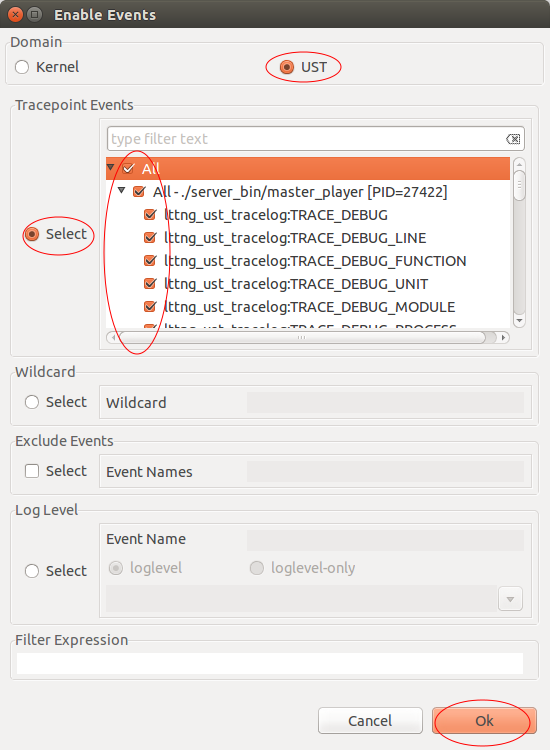 Enable Events
Domain
Kernel
UST
Tracepoint Events
type filter text
All
All - ./server_bin/master_player [PID=27422]
lttng_ust_tracelog:TRACE_DEBUG
lttng_ust_tracelog:TRACE_DEBUG_LINE
Select
lttng_ust_tracelog:TRACE_DEBUG_FUNCTION
lttng_ust_tracelog:TRACE_DEBUG_UNIT
lttng_ust_tracelog:TRACE_DEBUG_MODULE
lttng_ust_tracelog:TRACE_DEBUG_PROCESS
Wildcard
Select
Wildcard
Exclude Events
Select
Event Names
Log Level
Event Name
Select
loglevel
loglevel-only
Filter Expression
Cancel
Ok